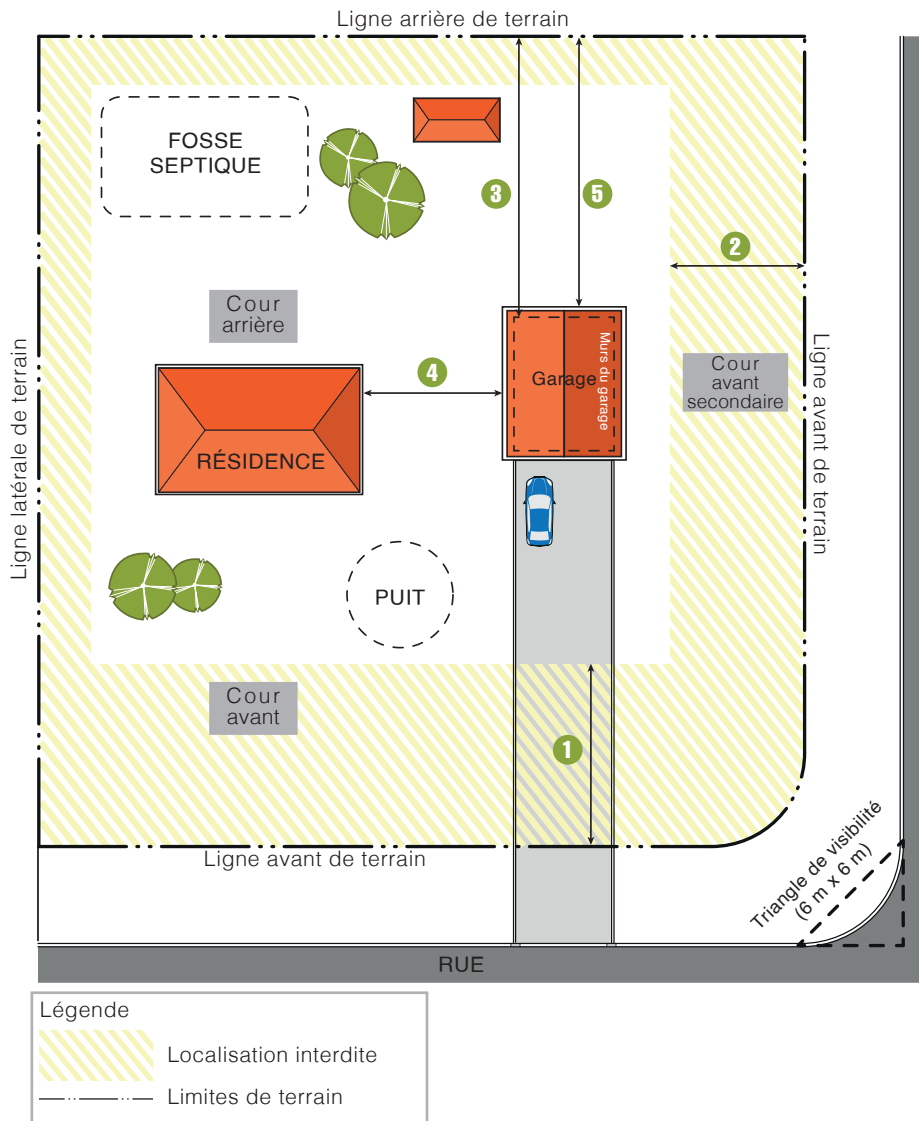 Ligne arrière de terrain
FOSSE
SEPTIQUE
3
5
2
Cour
arrière
Ligne latérale de terrain
4
Garage
Murs du garage
Cour
avant
secondaire
Ligne avant de terrain
RÉSIDENCE
PUIT
Cour
avant
1
Ligne avant de terrain
Triangle de visibilité
(6 m x 6 m)
RUE
Légende
Localisation interdite
Limites de terrain